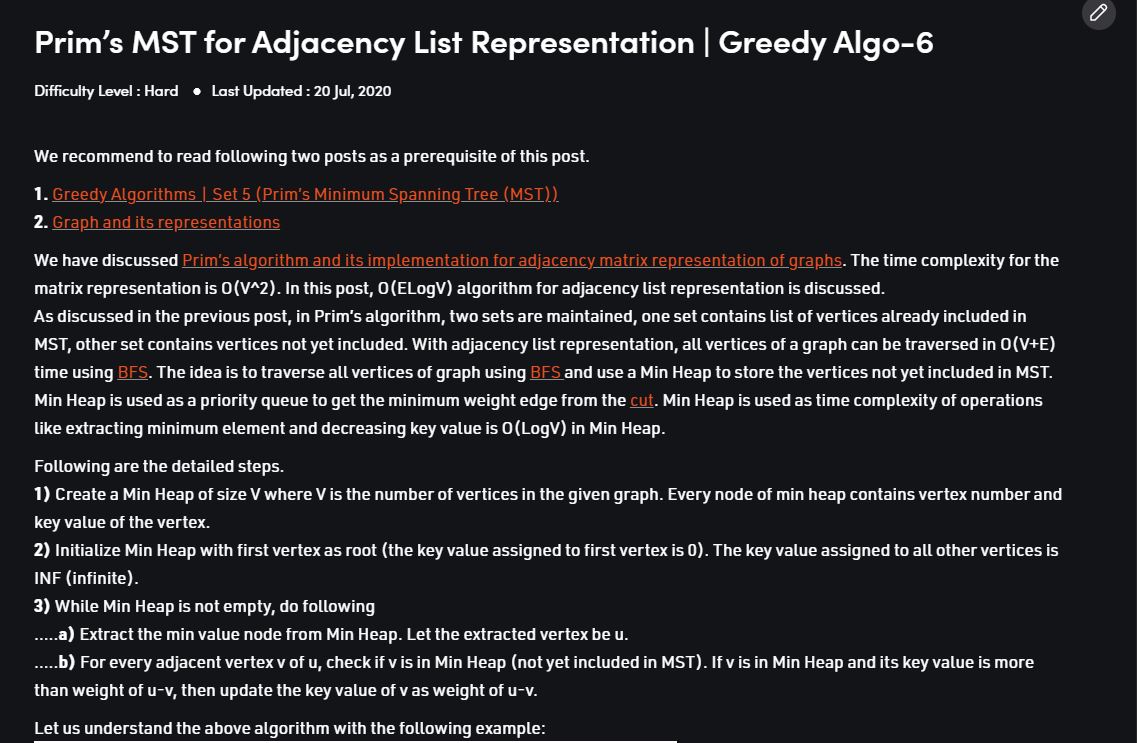 Prim's MST for Adjacency List Representation | Greedy Algo-6
Difficulty Level : Hard ● Last Updated : 20 Jul, 2020
We recommend to read following two posts as a prerequisite of this post.
1. Greedy Algorithms | Set 5 (Prim's Minimum Spanning Tree (MST))
2. Graph and its representations
We have discussed Prim's algorithm and its implementation for adjacency matrix representation of graphs. The time complexity for the
matrix representation is O(V^2). In this post, O(ELogV) algorithm for adjacency list representation is discussed.
As discussed in the previous post, in Prim's algorithm, two sets are maintained, one set contains list of vertices already included in
MST, other set contains vertices not yet included. With adjacency list representation, all vertices of a graph can be traversed in O(V+E)
time using BFS. The idea is to traverse all vertices of graph using BFS and use a Min Heap to store the vertices not yet included in MST.
Min Heap is used as a priority queue to get the minimum weight edge from the cut. Min Heap is used as time complexity of operations
like extracting minimum element and decreasing key value is O(LogV) in Min Heap.
Following are the detailed steps.
1) Create a Min Heap of size V where V is the number of vertices in the given graph. Every node of min heap contains vertex number and
key value of the vertex.
2) Initialize Min Heap with first vertex as root (the key value assigned to first vertex is 0). The key value assigned to all other vertices is
INF (infinite).
3) While Min Heap is not empty, do following
.....a) Extract the min value node from Min Heap. Let the extracted vertex be u.
.....b) For every adjacent vertex v of u, check if v is in Min Heap (not yet included in MST). If v is in Min Heap and its key value is more
than weight of u-v, then update the key value of v as weight of u-v.
Let us understand the above algorithm with the following example: